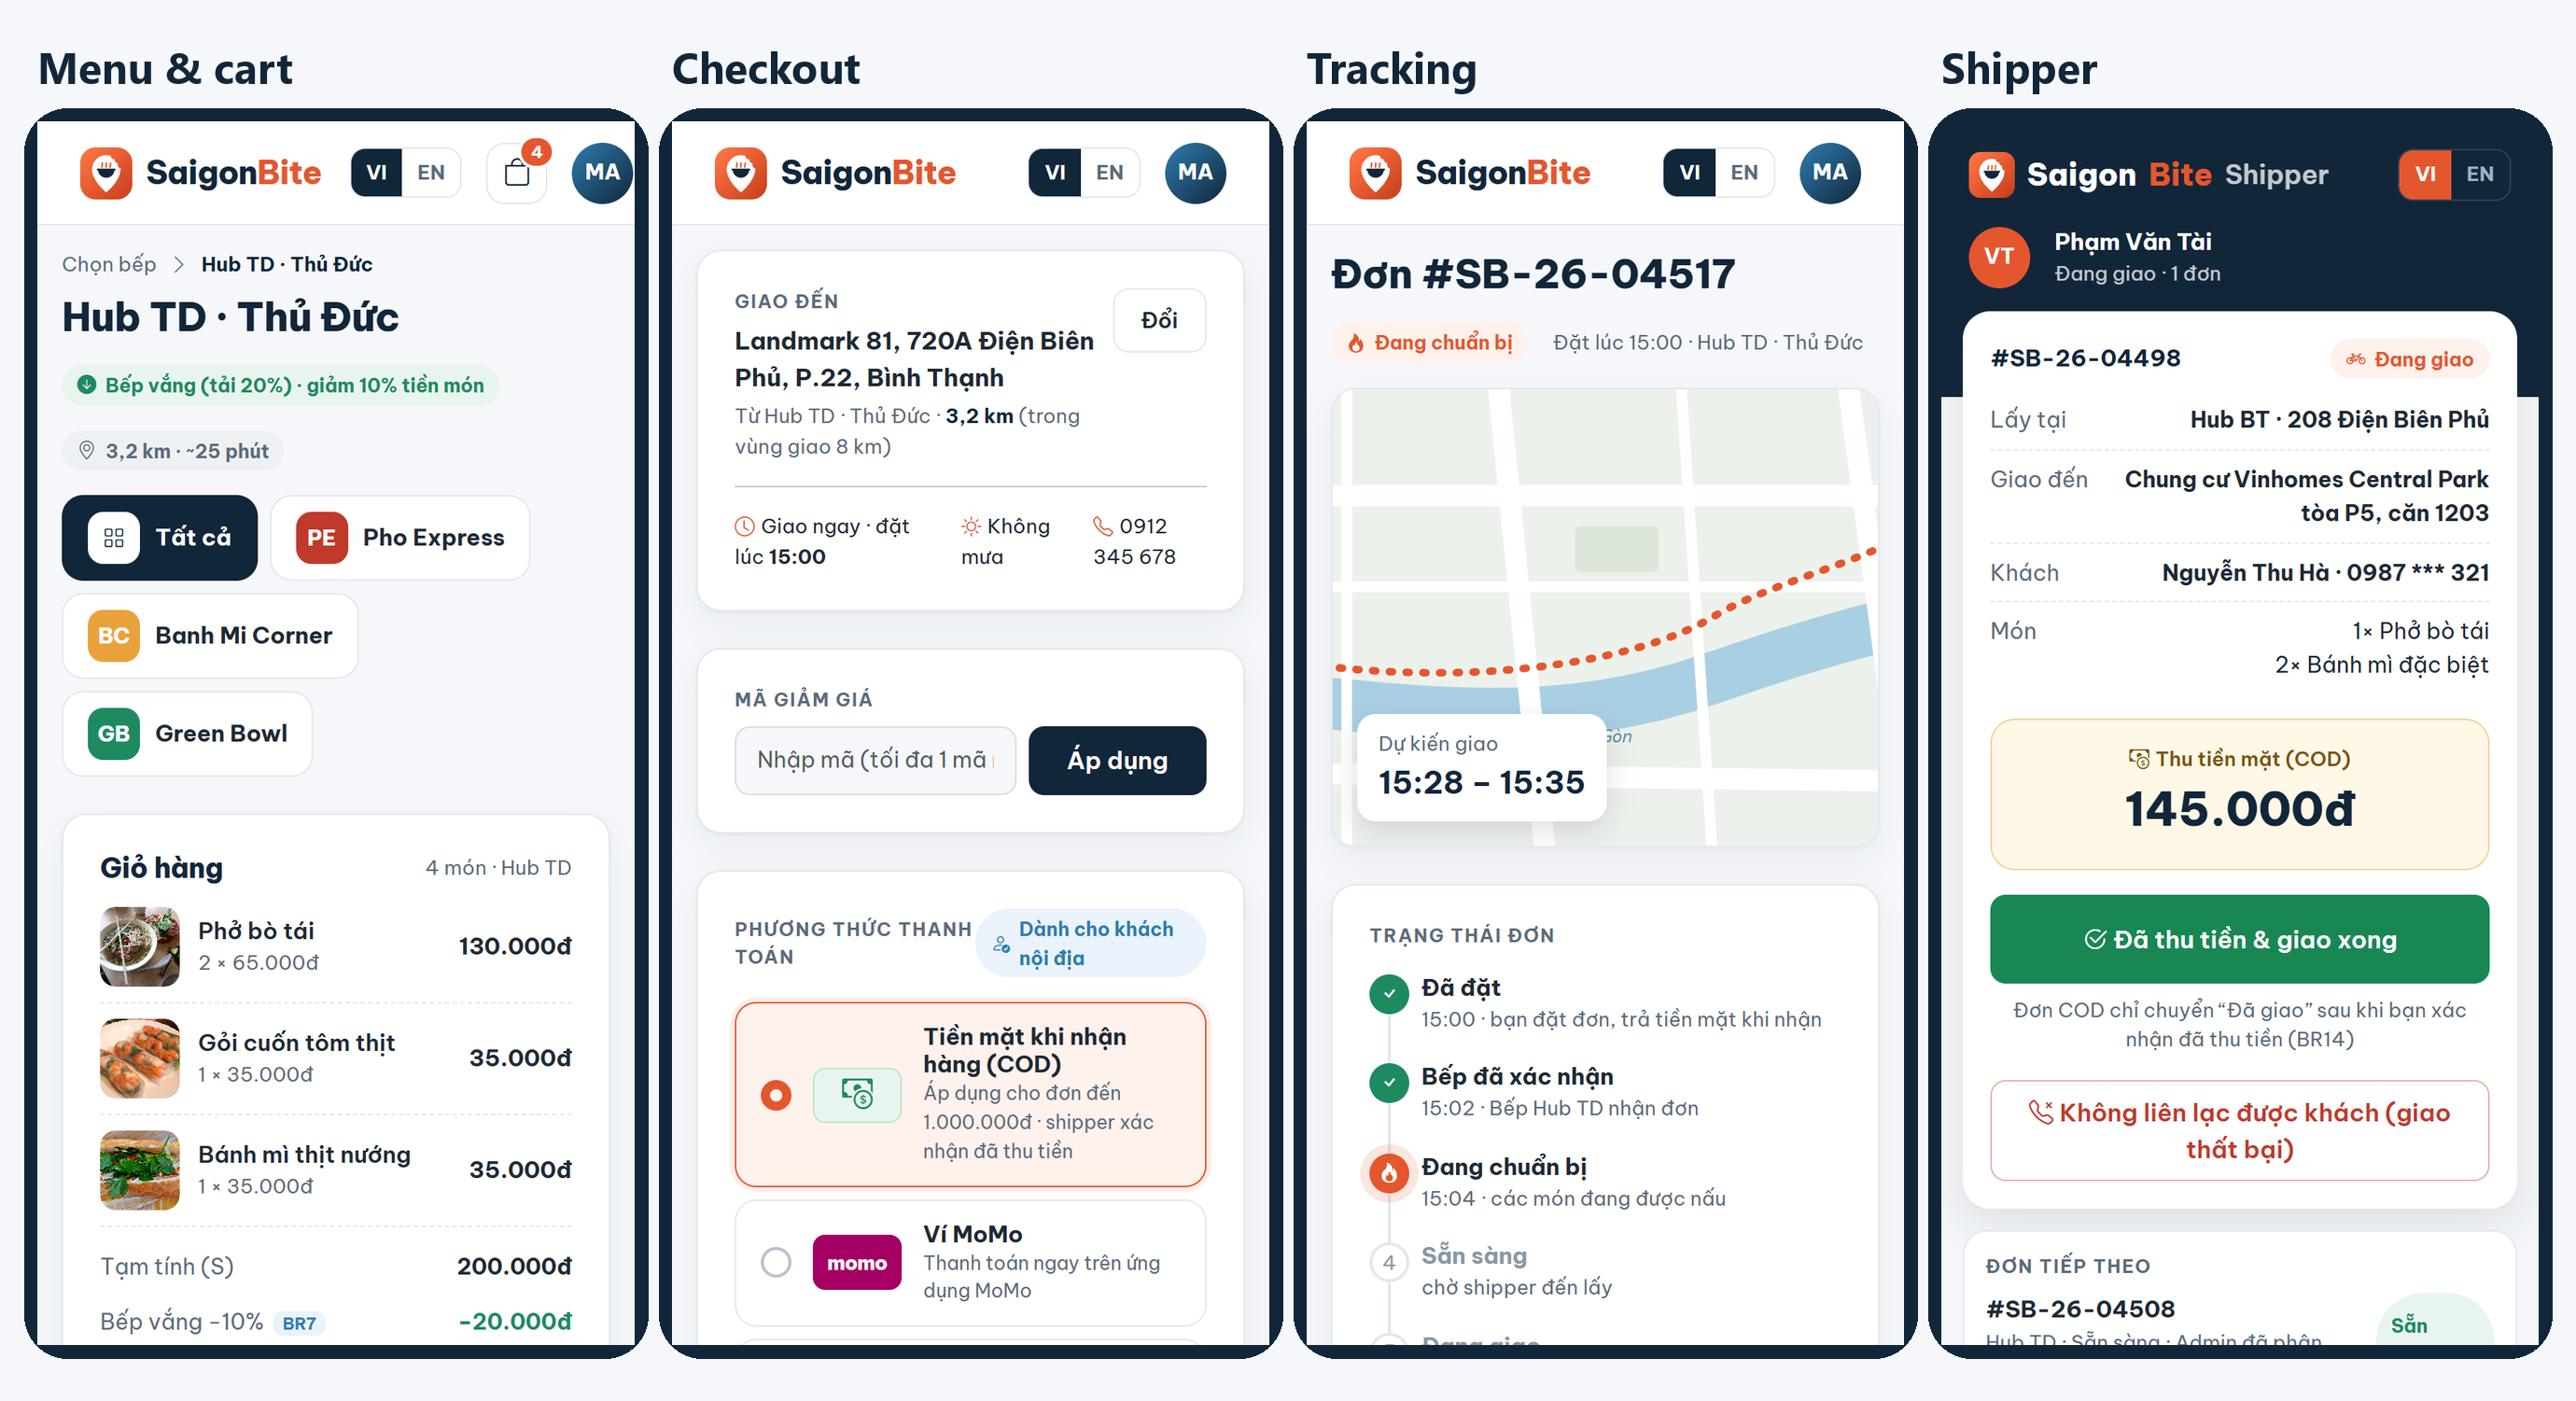 Menu & cart
SaigonBite
VI
EN
4
MA
Chọn bếp
Hub TD · Thủ Đức
Hub TD · Thủ Đức
Bếp vắng (tải 20%) · giảm 10% tiền món
3,2 km · ~25 phút
Tất cả
PE Pho Express
BC Banh Mi Corner
GB Green Bowl
Giỏ hàng
4 món · Hub TD
Phở bò tái
2 × 65.000đ
130.000đ
Gỏi cuốn tôm thịt
1 × 35.000đ
35.000đ
Bánh mì thịt nướng
1 × 35.000đ
35.000đ
Tạm tính (S)
200.000đ
Bếp vắng −10% BR7
−20.000đ
Checkout
SaigonBite
VI
EN
MA
GIAO ĐẾN
Đổi
Landmark 81, 720A Điện Biên
Phủ, P.22, Bình Thạnh
Từ Hub TD · Thủ Đức · 3,2 km (trong
vùng giao 8 km)
Giao ngay · đặt
lúc 15:00
Không
mưa
0912
345 678
MÃ GIẢM GIÁ
Nhập mã (tối đa 1 mã
Áp dụng
PHƯƠNG THỨC THANH
TOÁN
Dành cho khách
nội địa
Tiền mặt khi nhận
hàng (COD)
Áp dụng cho đơn đến
1.000.000đ · shipper xác
nhận đã thu tiền
momo
Ví MoMo
Thanh toán ngay trên ứng
dụng MoMo
Tracking
SaigonBite
VI
EN
MA
Đơn #SB-26-04517
Đang chuẩn bị
Đặt lúc 15:00 · Hub TD · Thủ Đức
Gòn
Dự kiến giao
15:28 – 15:35
TRẠNG THÁI ĐƠN
Đã đặt
15:00 · bạn đặt đơn, trả tiền mặt khi nhận
Bếp đã xác nhận
15:02 · Bếp Hub TD nhận đơn
Đang chuẩn bị
15:04 · các món đang được nấu
4
Sẵn sàng
chờ shipper đến lấy
Đang giao
Shipper
Saigon Bite Shipper
VI
EN
VT
Phạm Văn Tài
Đang giao · 1 đơn
#SB-26-04498
Đang giao
Lấy tại
Hub BT · 208 Điện Biên Phủ
Giao đến
Chung cư Vinhomes Central Park
tòa P5, căn 1203
Khách
Nguyễn Thu Hà · 0987 *** 321
Món
1× Phở bò tái
2× Bánh mì đặc biệt
Thu tiền mặt (COD)
145.000đ
Đã thu tiền & giao xong
Đơn COD chỉ chuyển “Đã giao” sau khi bạn xác
nhận đã thu tiền (BR14)
Không liên lạc được khách (giao
thất bại)
ĐƠN TIẾP THEO
#SB-26-04508
Hub TD · Sẵn sàng · Admin đã phân
Sẵn